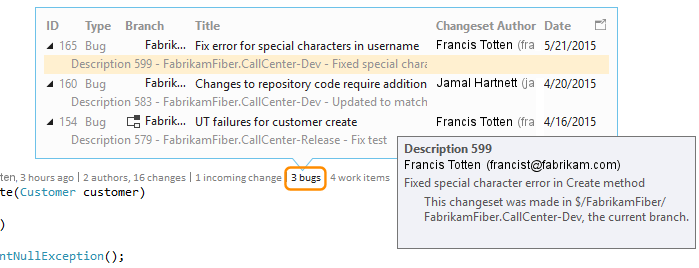 ID Type Branch Title Changeset Author Date
165 Bug Fabrik... Fix error for special characters in username Francis Totten (fra 5/21/2015
Description 599 - FabrikamFiber.CallCenter-Dev - Fixed special chara
160 Bug Fabrik... Changes to repository code require addition Jamal Hartnett (ja 4/20/2015
Description 583 - FabrikamFiber.CallCenter-Dev - Updated to match
154 Bug Fabrik... UT failures for customer create Francis Totten (fra 4/16/2015
Description 579 - FabrikamFiber.CallCenter-Release - Fix test
Description 599
Francis Totten (francist@fabrikam.com)
Fixed special character error in Create method
This changeset was made in $/FabrikamFiber/
FabrikamFiber.CallCenter-Dev, the current branch.
ten, 3 hours ago | 2 authors, 16 changes | 1 incoming change | 3 bugs | 4 work items
te(Customer customer)
)
ntNullException();